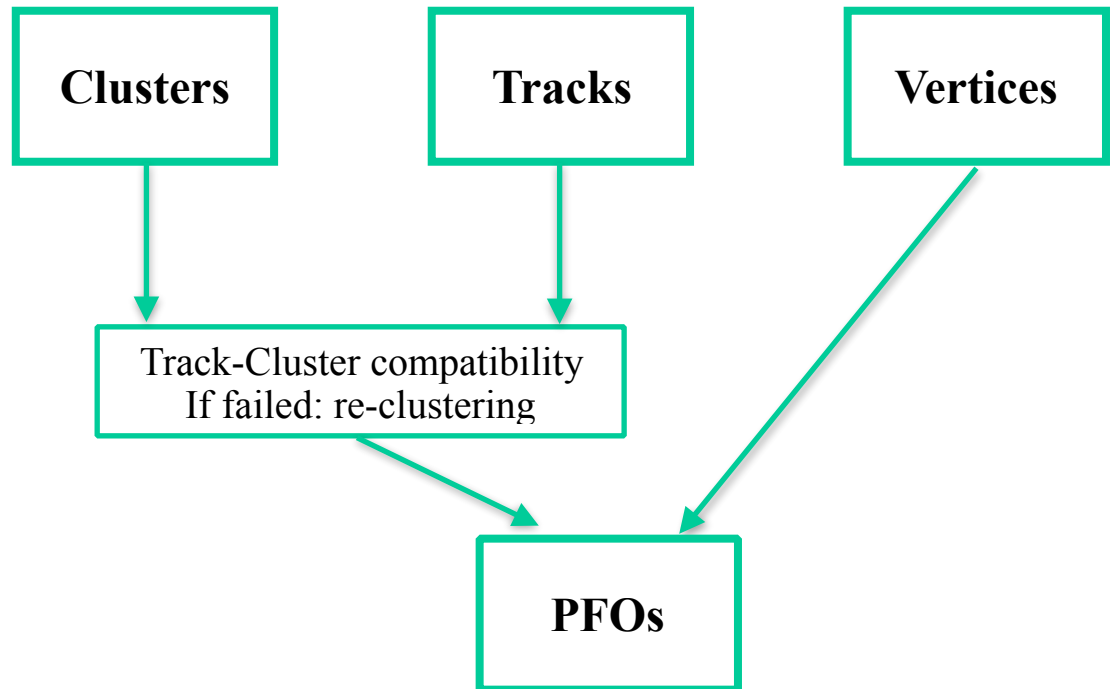 Clusters
Tracks
Vertices
Track-Cluster compatibility
If failed: re-clustering
PFOs